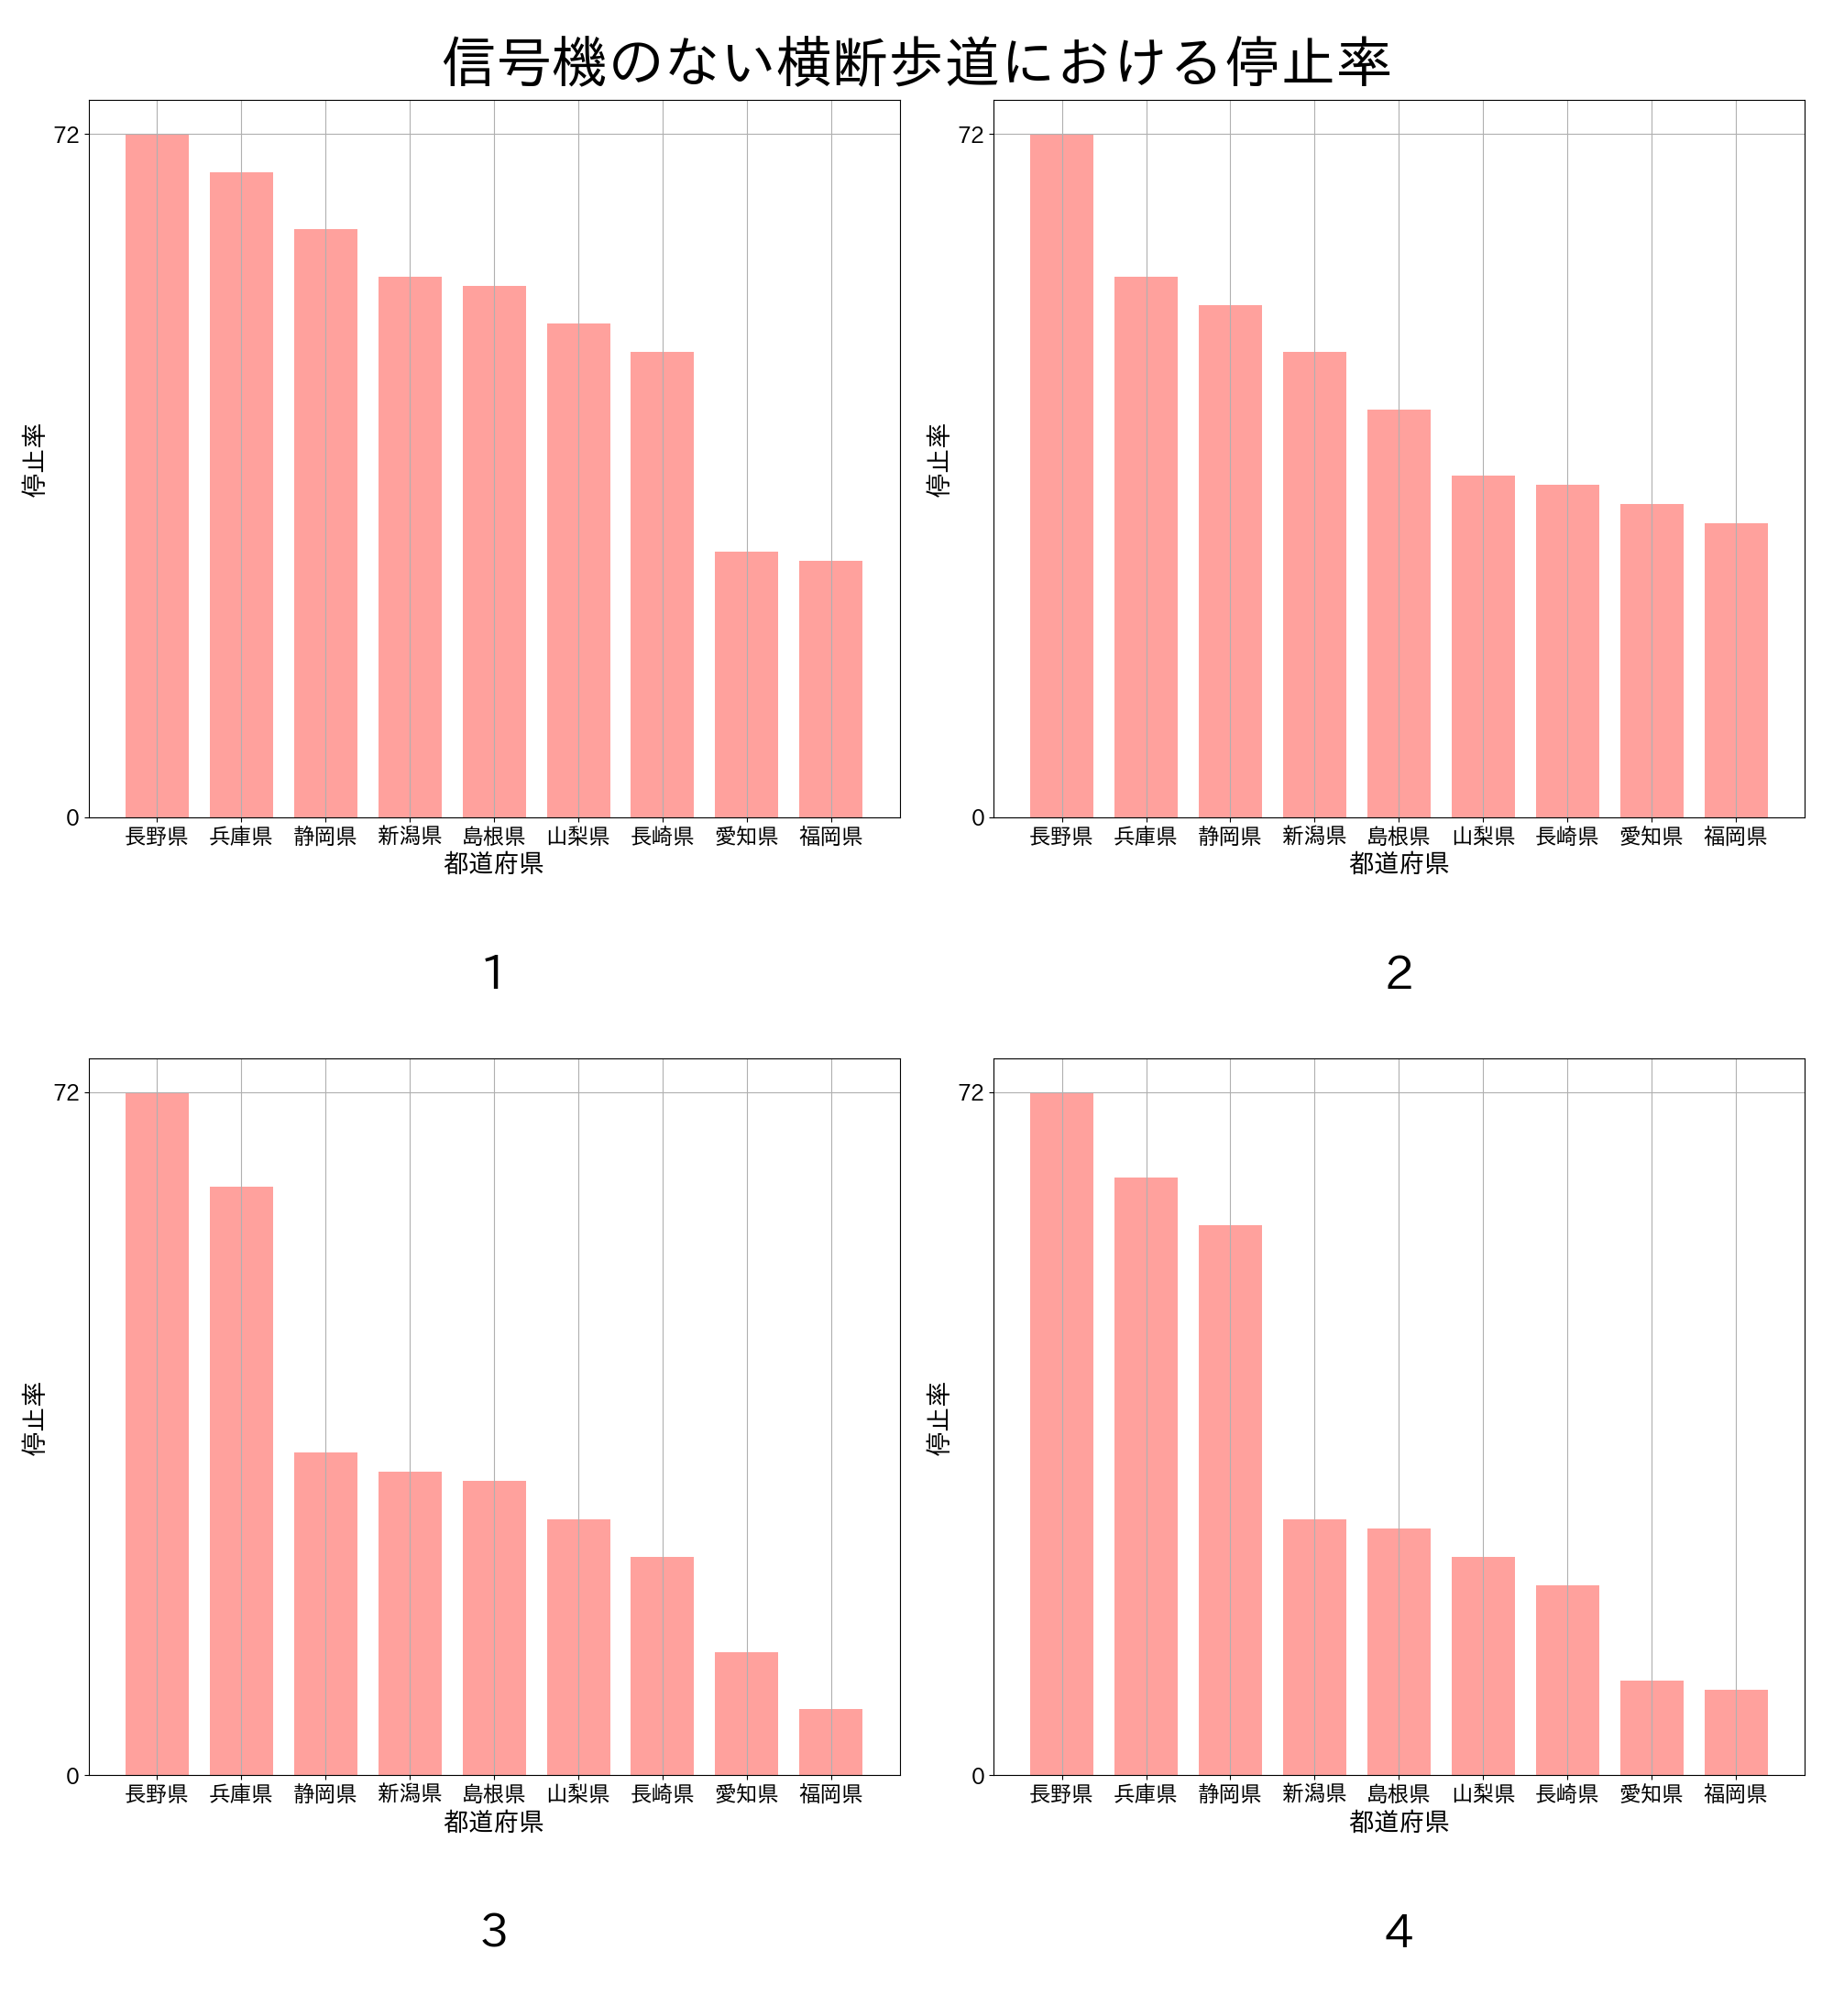 信号機のない横断歩道における停止率
72
0
停止率
長野県 兵庫県 静岡県 新潟県 島根県 山梨県 長崎県 愛知県 福岡県
都道府県
1
72
0
停止率
長野県 兵庫県 静岡県 新潟県 島根県 山梨県 長崎県 愛知県 福岡県
都道府県
2
72
0
停止率
長野県 兵庫県 静岡県 新潟県 島根県 山梨県 長崎県 愛知県 福岡県
都道府県
3
72
0
停止率
長野県 兵庫県 静岡県 新潟県 島根県 山梨県 長崎県 愛知県 福岡県
都道府県
4